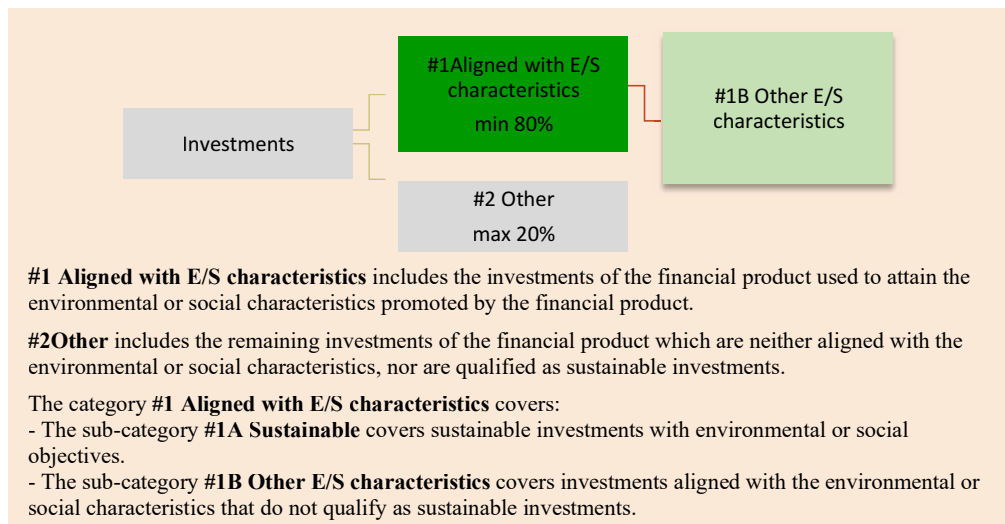 #1Aligned with E/S
characteristics
min 80%
#1B Other E/S
characteristics
Investments
#2 Other
max 20%
#1 Aligned with E/S characteristics includes the investments of the financial product used to attain the
environmental or social characteristics promoted by the financial product.
#2Other includes the remaining investments of the financial product which are neither aligned with the
environmental or social characteristics, nor are qualified as sustainable investments.
The category #1 Aligned with E/S characteristics covers:
- The sub-category #1A Sustainable covers sustainable investments with environmental or social
objectives.
- The sub-category #1B Other E/S characteristics covers investments aligned with the environmental or
social characteristics that do not qualify as sustainable investments.